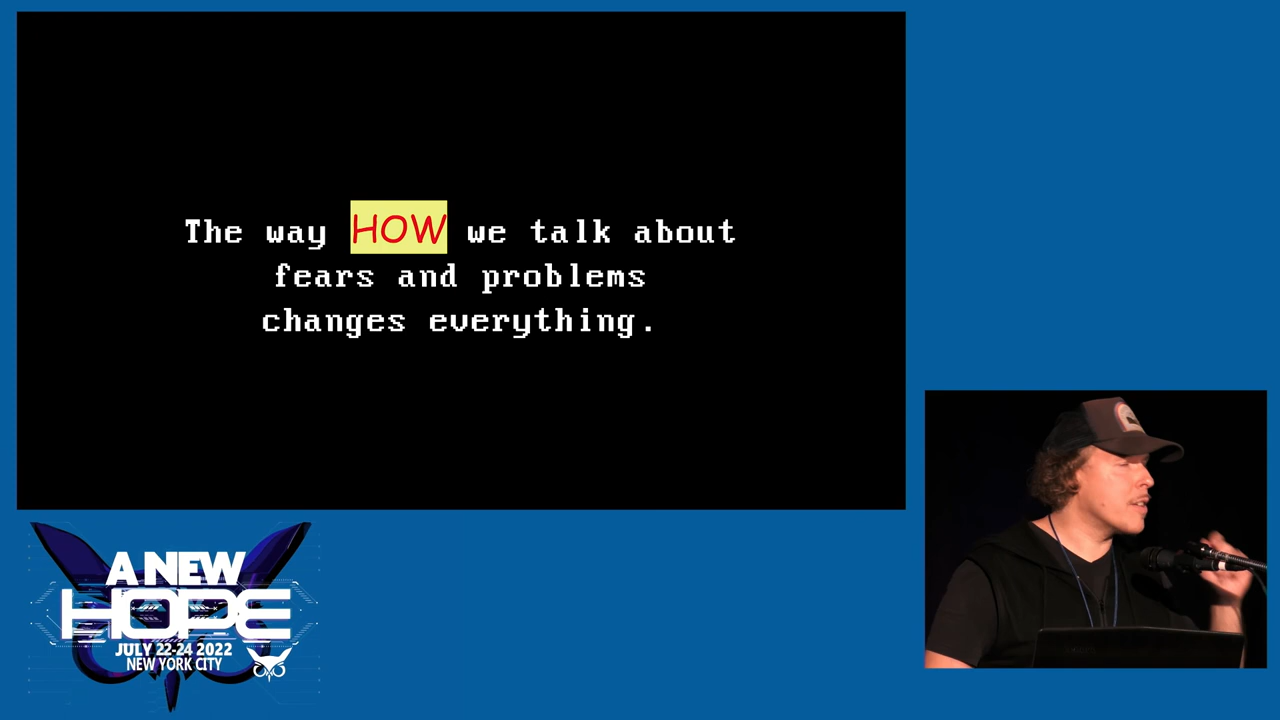 The way HOW we talk about
fears and problems
changes everything.
A NEW
HOPE
JULY 22-24 2022
NEW YORK CITY